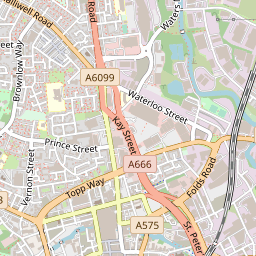 Halliwell Road
Road
Waters
Brownlow Way
A6099
Waterloo Street
Kay Street
Prince Street
A666
Vernon Street
Topp Way
Folds Road
A575
St. Peter